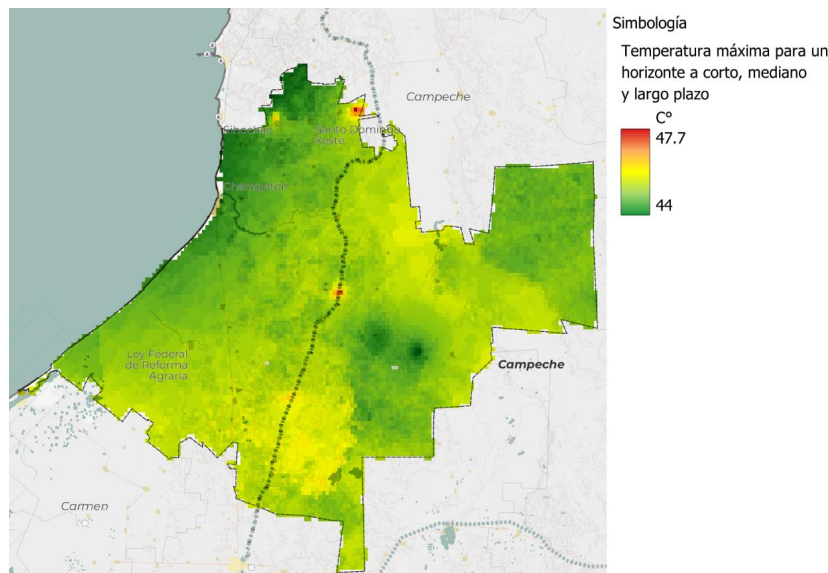 Simbología
Temperatura máxima para un
horizonte a corto, mediano
y largo plazo
C°
47.7
44
Campeche
Santo Domingo
Kesté
Champotón
Ley Federal
de Reforma
Agraria
Campeche
Carmen